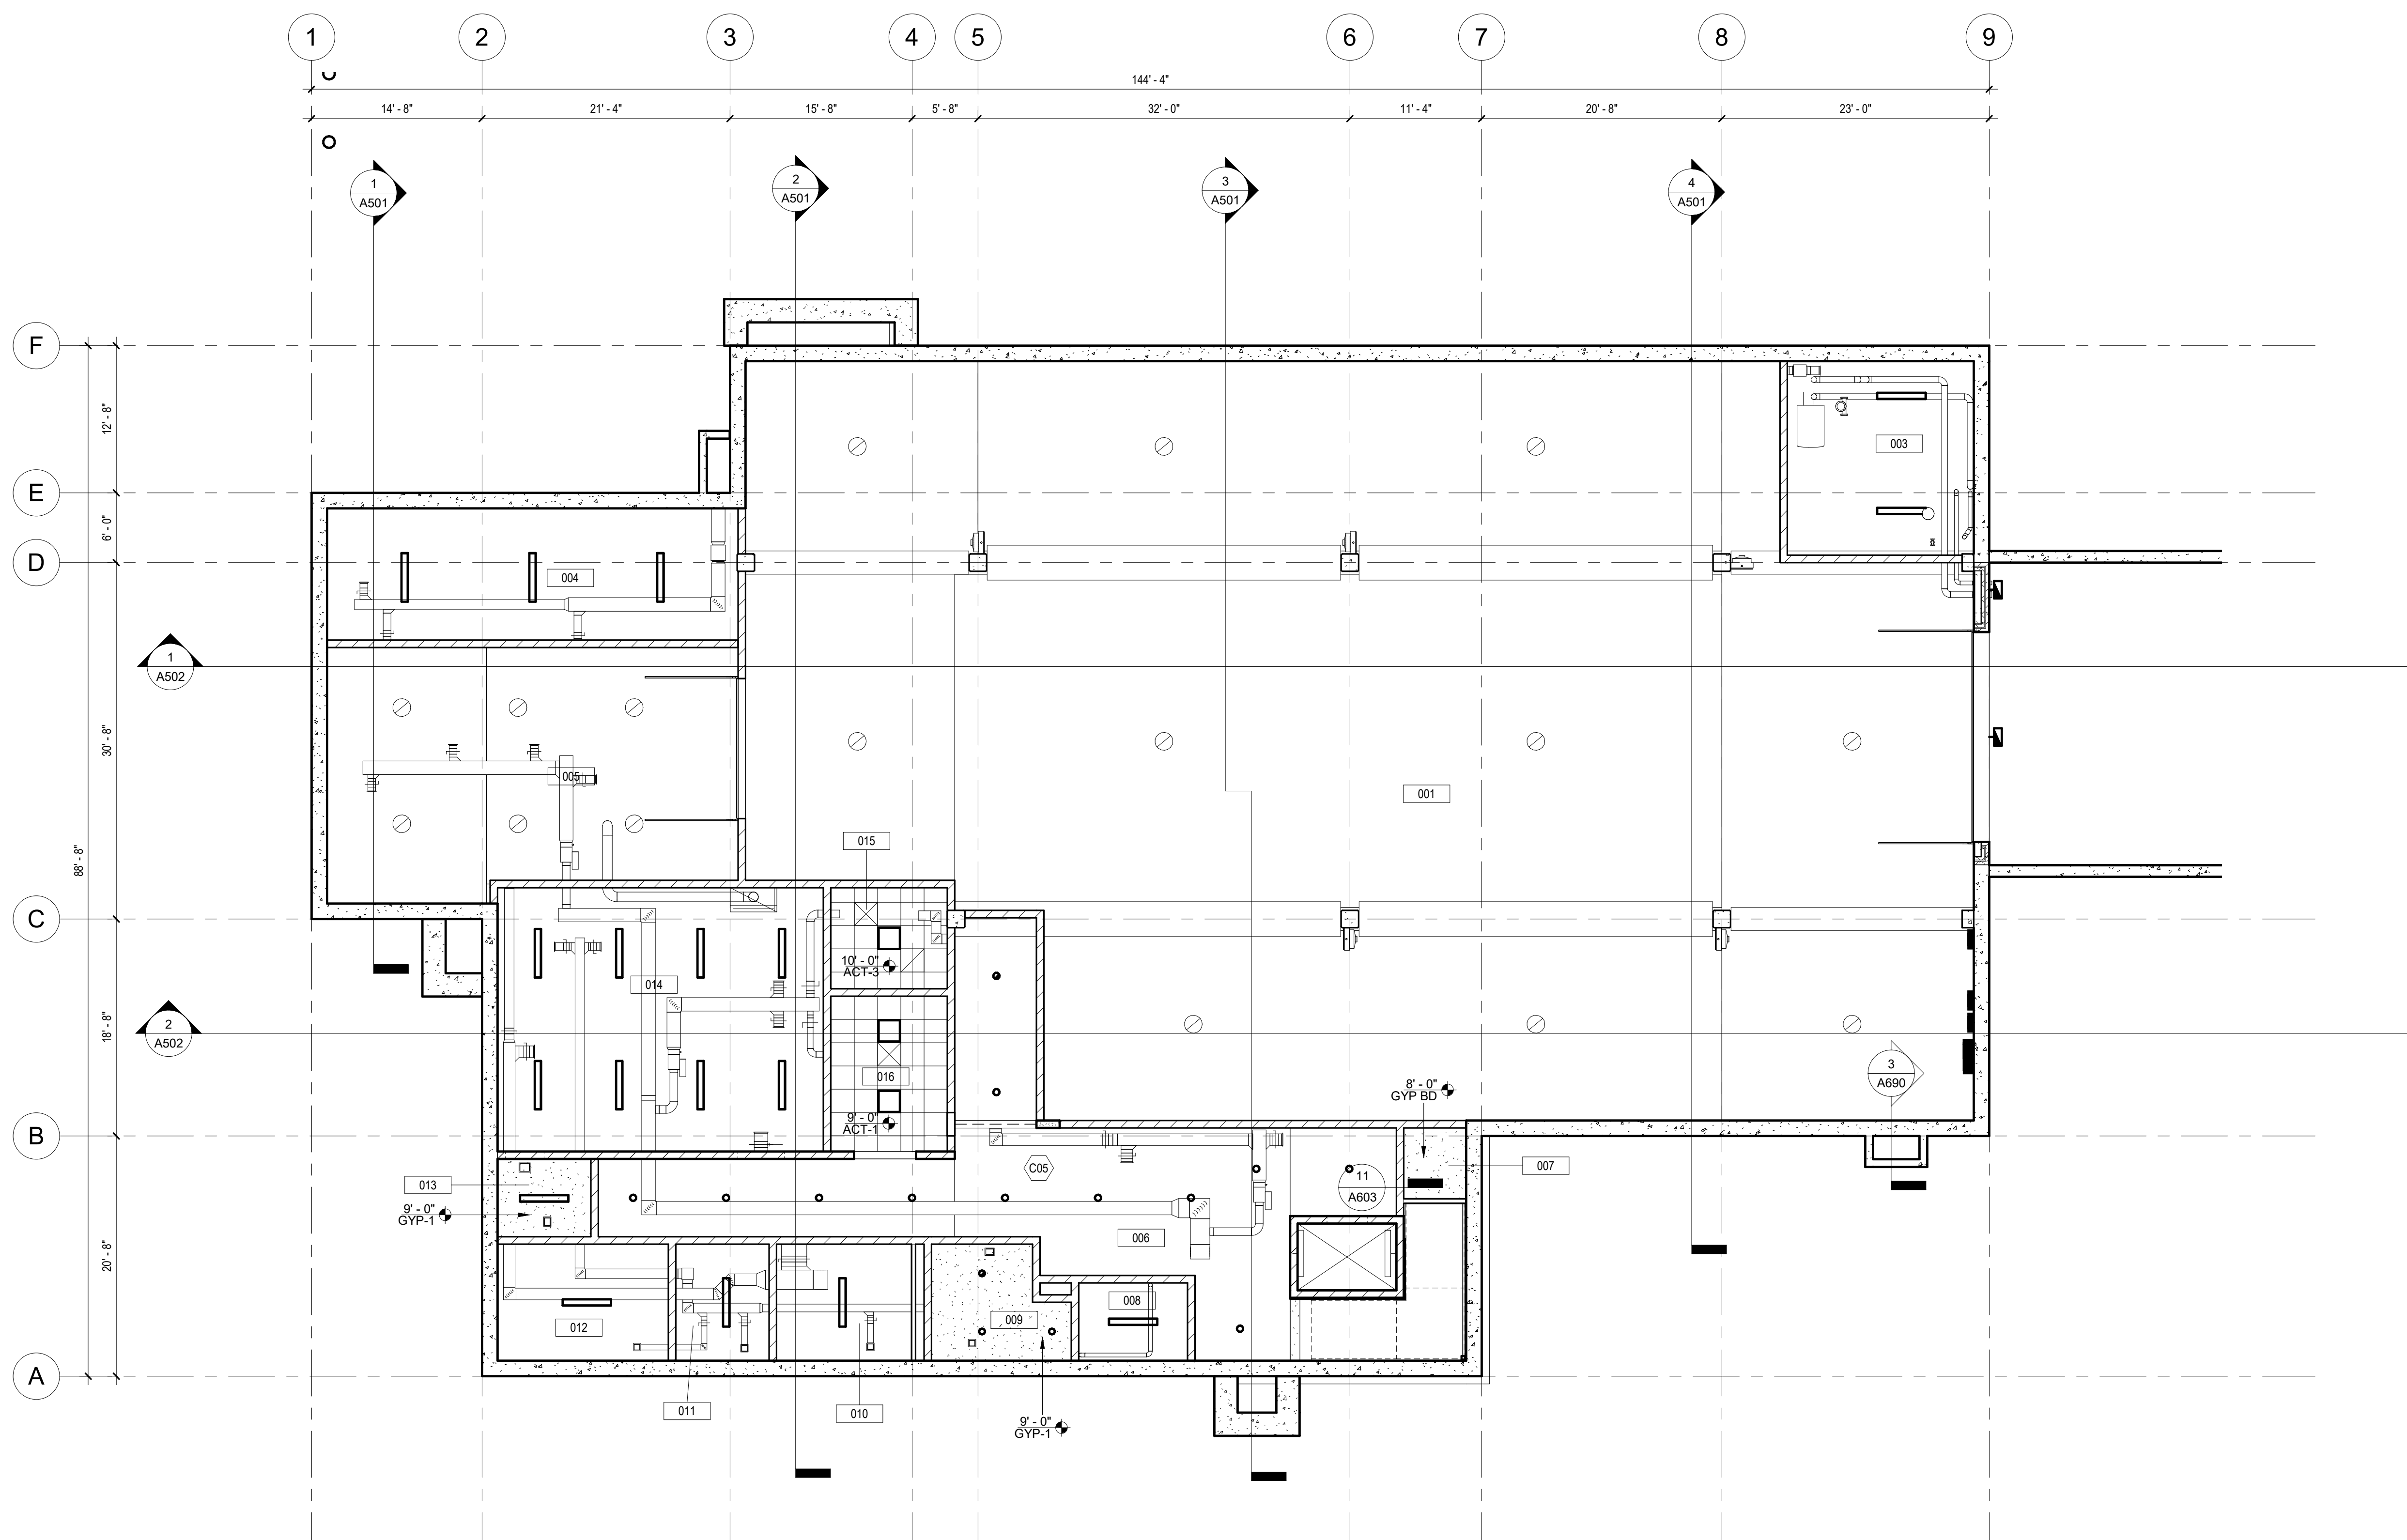 1
2
3
4
5
6
7
8
9
144' - 4"
14' - 8"
21' - 4"
15' - 8"
5' - 8"
32' - 0"
11' - 4"
20' - 8"
23' - 0"
1
A501
2
A501
3
A501
4
A501
F
E
D
C
B
A
12' - 8"
6' - 0"
30' - 8"
18' - 8"
20' - 8"
88' - 8"
003
004
1
A502
005
001
015
10' - 0"
ACT-3
014
2
A502
016
9' - 0"
ACT-1
3
A690
8' - 0"
GYP BD
C05
007
11
A603
013
9' - 0"
GYP-1
006
008
009
012
011
010
9' - 0"
GYP-1